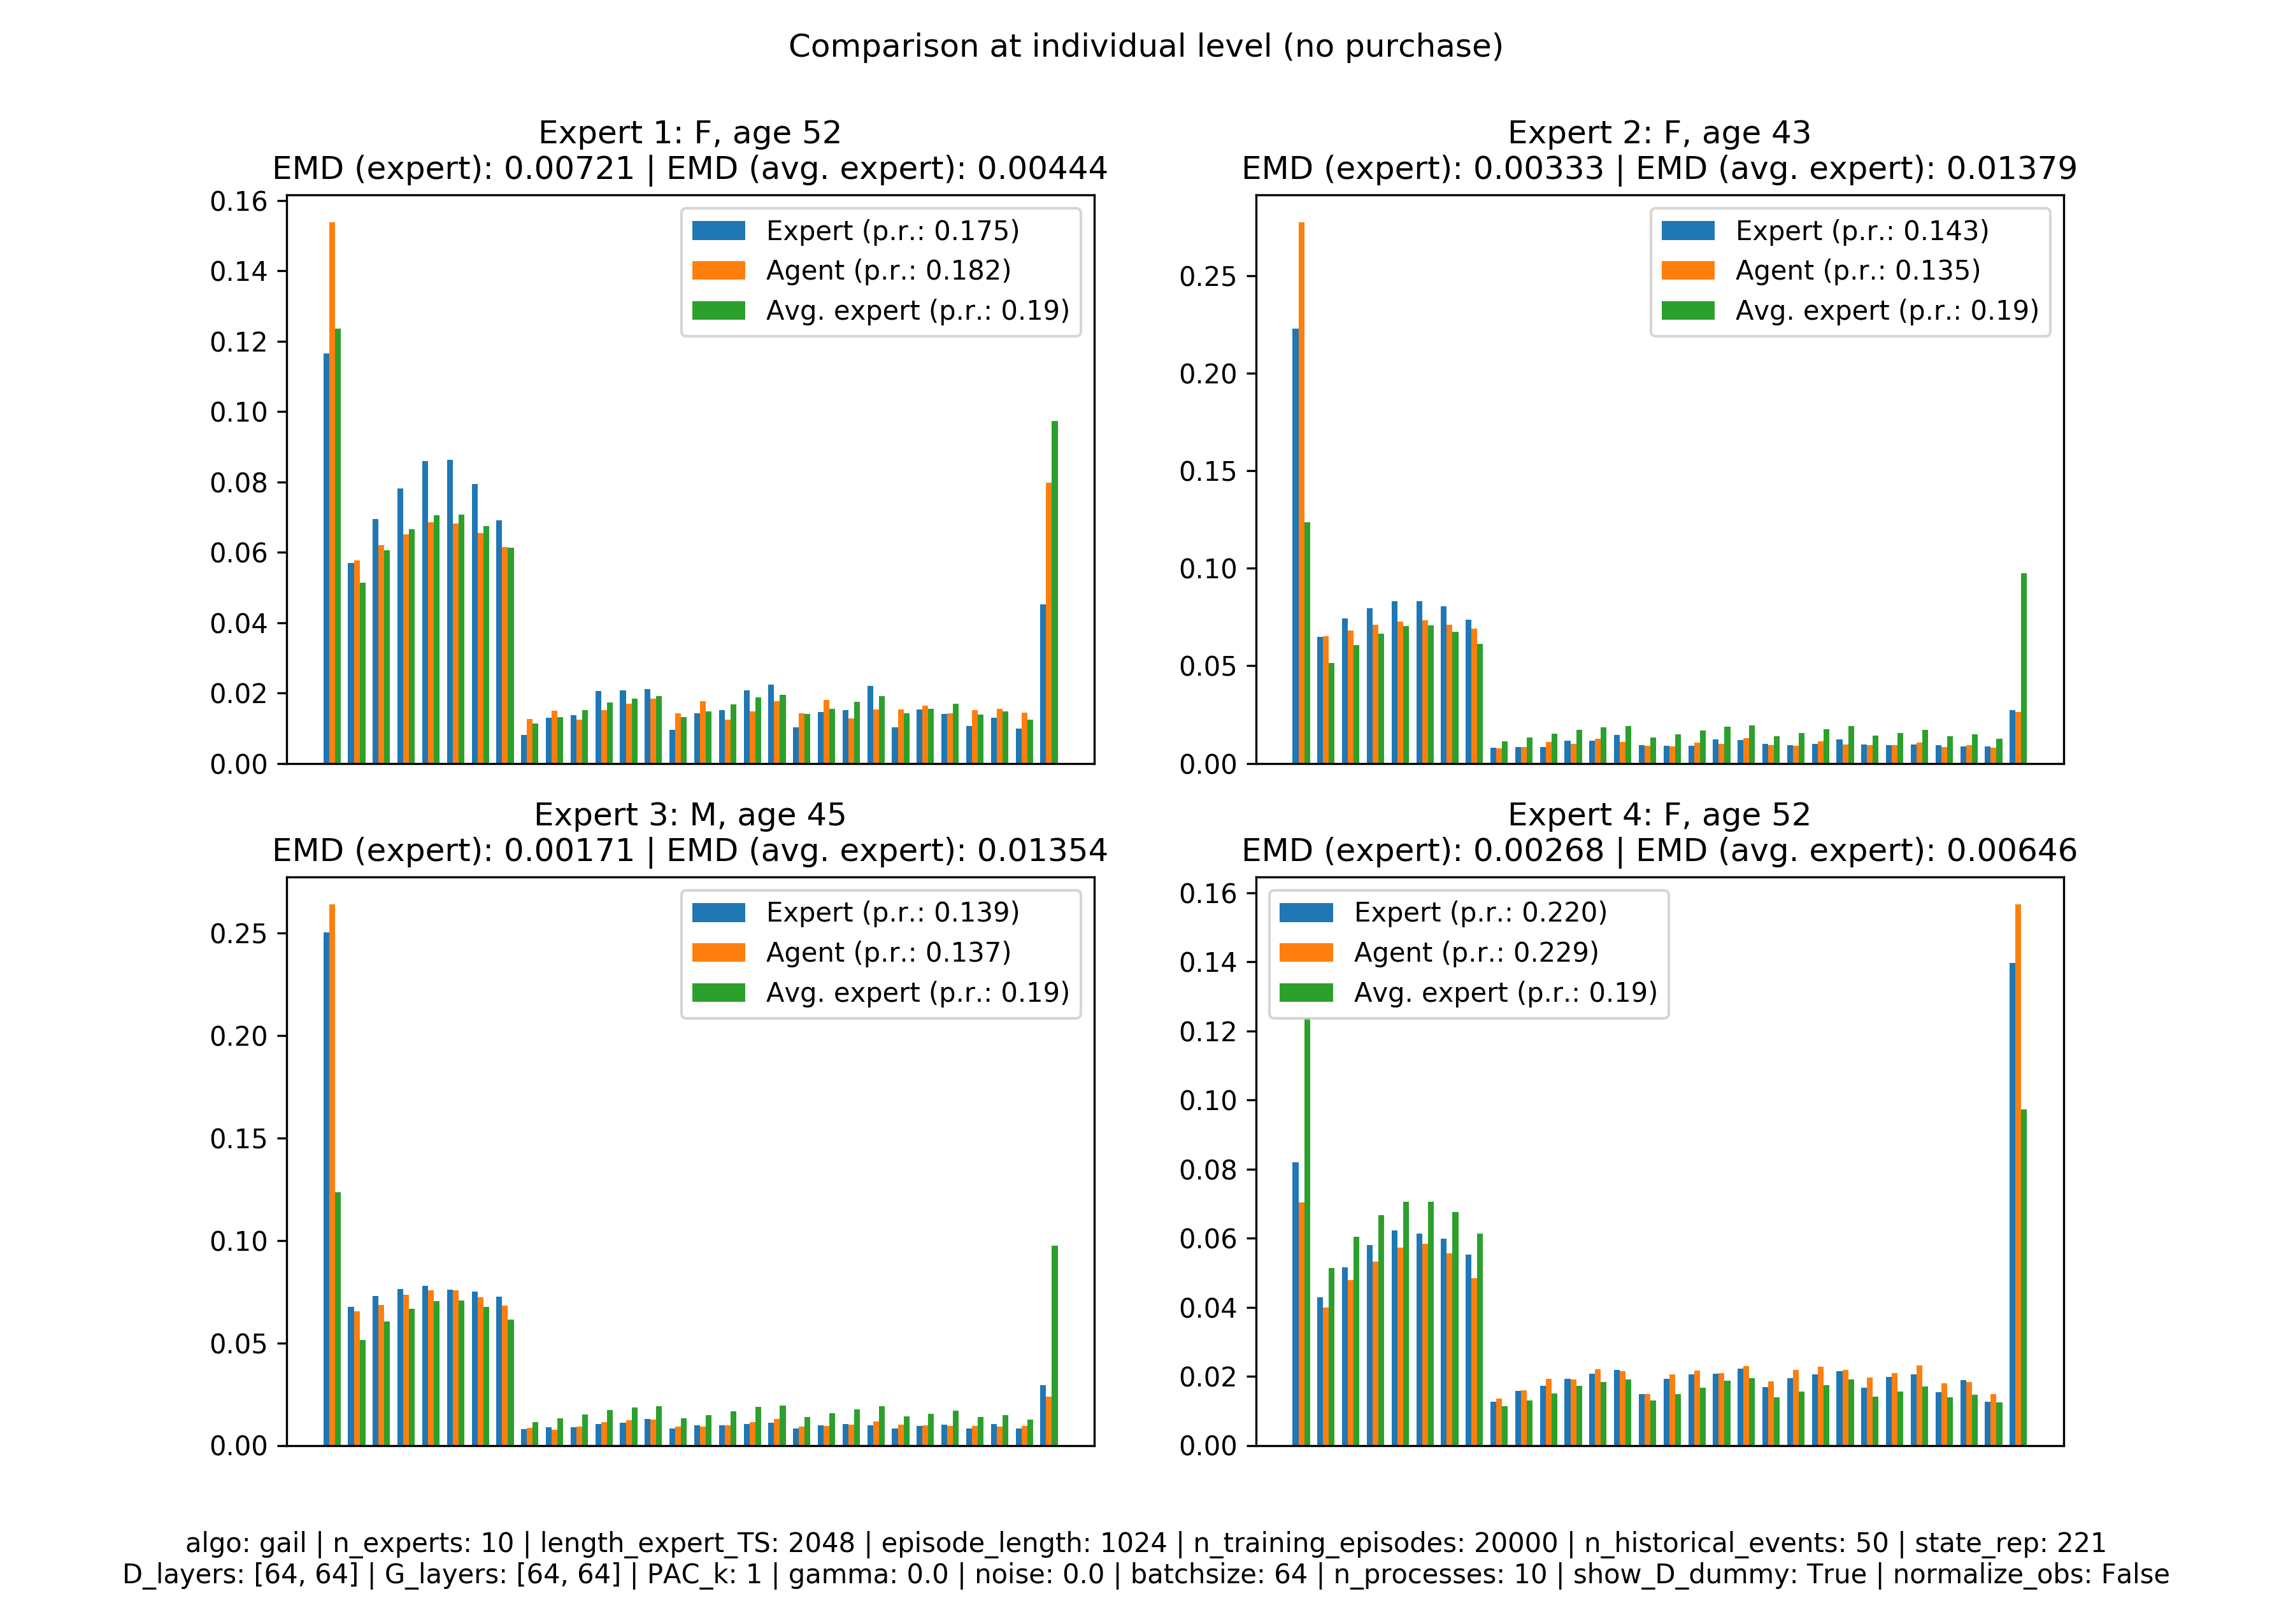 Comparison at individual level (no purchase)
Expert 1: F, age 52
EMD (expert): 0.00721 | EMD (avg. expert): 0.00444
0.16
0.14
0.12
0.10
0.08
0.06
0.04
0.02
0.00
Expert (p.r.: 0.175)
Agent (p.r.: 0.182)
Avg. expert (p.r.: 0.19)
Expert 2: F, age 43
EMD (expert): 0.00333 | EMD (avg. expert): 0.01379
0.25
0.20
0.15
0.10
0.05
0.00
Expert (p.r.: 0.143)
Agent (p.r.: 0.135)
Avg. expert (p.r.: 0.19)
Expert 3: M, age 45
EMD (expert): 0.00171 | EMD (avg. expert): 0.01354
0.25
0.20
0.15
0.10
0.05
0.00
Expert (p.r.: 0.139)
Agent (p.r.: 0.137)
Avg. expert (p.r.: 0.19)
Expert 4: F, age 52
EMD (expert): 0.00268 | EMD (avg. expert): 0.00646
0.16
0.14
0.12
0.10
0.08
0.06
0.04
0.02
0.00
Expert (p.r.: 0.220)
Agent (p.r.: 0.229)
Avg. expert (p.r.: 0.19)
algo: gail | n_experts: 10 | length_expert_TS: 2048 | episode_length: 1024 | n_training_episodes: 20000 | n_historical_events: 50 | state_rep: 221
D_layers: [64, 64] | G_layers: [64, 64] | PAC_k: 1 | gamma: 0.0 | noise: 0.0 | batchsize: 64 | n_processes: 10 | show_D_dummy: True | normalize_obs: False